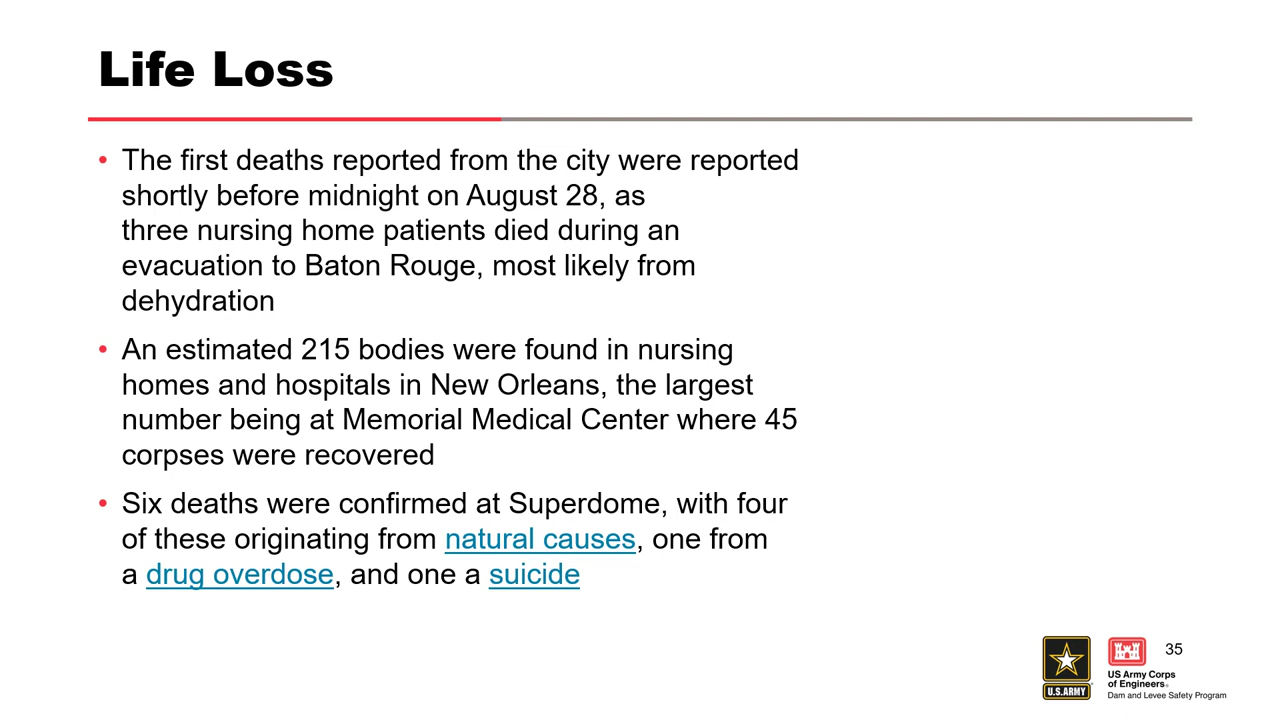 Life Loss
• The first deaths reported from the city were reported
shortly before midnight on August 28, as
three nursing home patients died during an
evacuation to Baton Rouge, most likely from
dehydration
• An estimated 215 bodies were found in nursing
homes and hospitals in New Orleans, the largest
number being at Memorial Medical Center where 45
corpses were recovered
• Six deaths were confirmed at Superdome, with four
of these originating from natural causes, one from
a drug overdose, and one a suicide
U.S.ARMY
US Army Corps
of Engineers®
Dam and Levee Safety Program
35